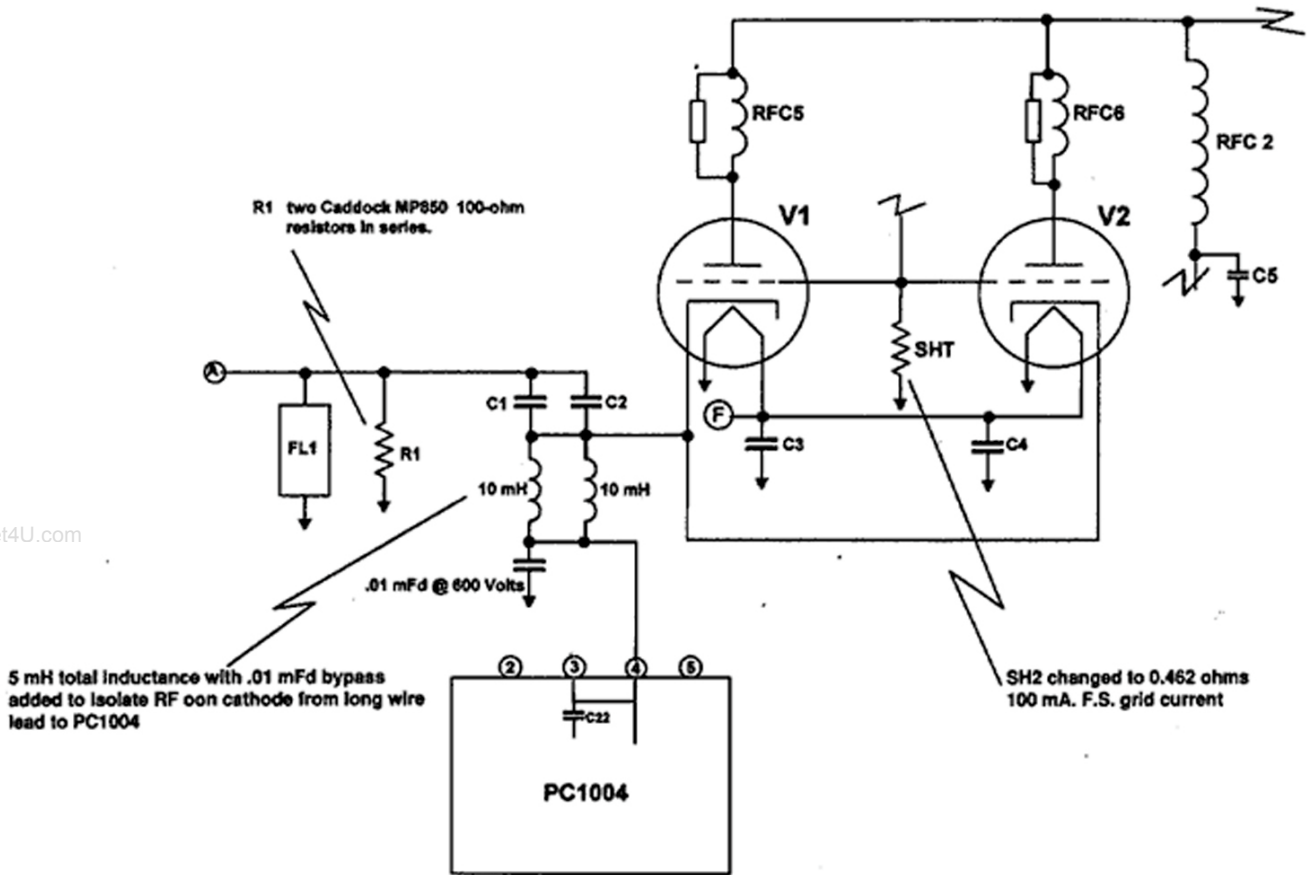 RFC5
RFC6
RFC 2
R1 two Caddock MP850 100-ohm
resistors in series.
V1
V2
C5
SHT
A
C1
C2
F
C3
C4
FL1
R1
10 mH
10 mH
et4U.com
.01 mFd @ 600 Volts
5 mH total inductance with .01 mFd bypass
added to isolate RF oon cathode from long wire
lead to PC1004
2
3
4
5
SH2 changed to 0.462 ohms
100 mA. F.S. grid current
C22
PC1004